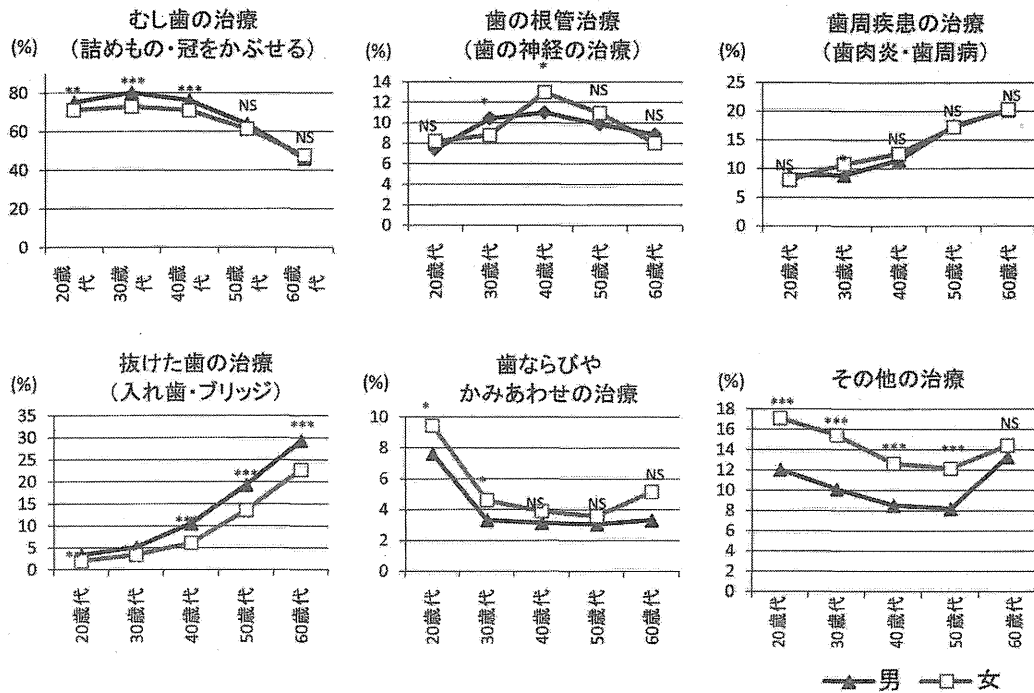 むし歯の治療
(詰めもの・冠をかぶせる)
(%)
80
60
40
20
0
**
***
***
NS
NS
20歳代
30歳代
40歳代
50歳代
60歳代
歯の根管治療
(歯の神経の治療)
(%)
14
12
10
8
6
4
2
0
NS
*
*
NS
NS
20歳代
30歳代
40歳代
50歳代
60歳代
歯周疾患の治療
(歯肉炎・歯周病)
(%)
25
20
15
10
5
0
NS
*
NS
NS
NS
20歳代
30歳代
40歳代
50歳代
60歳代
抜けた歯の治療
(入れ歯・ブリッジ)
(%)
35
30
25
20
15
10
5
0
***
***
20歳代
30歳代
40歳代
50歳代
60歳代
歯ならびや
かみあわせの治療
(%)
10
8
6
4
2
0
*
*
NS
NS
NS
20歳代
30歳代
40歳代
50歳代
60歳代
その他の治療
(%)
18
16
14
12
10
8
6
4
2
0
***
***
***
***
NS
20歳代
30歳代
40歳代
50歳代
60歳代
男
女